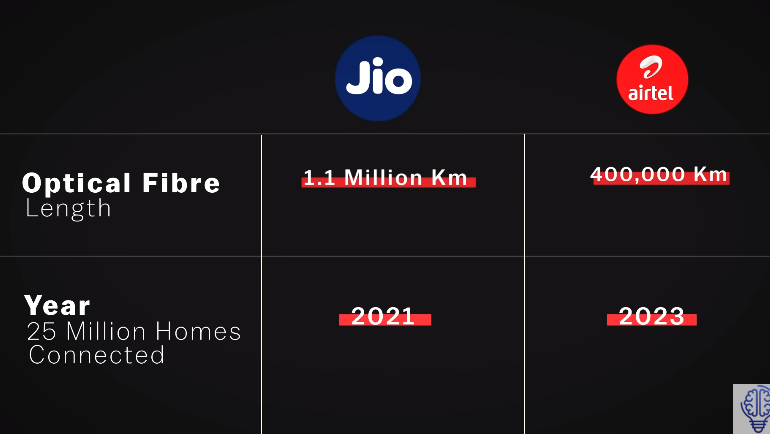 Jio
airtel
Optical Fibre
Length
1.1 Million Km
400,000 Km
Year
25 Million Homes
Connected
2021
2023